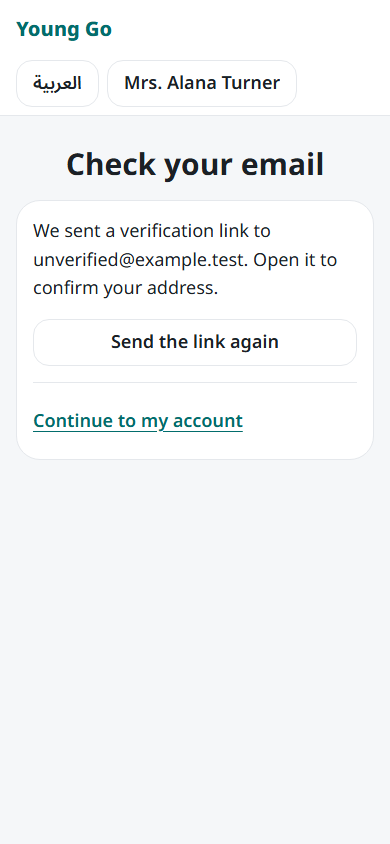 Young Go
العربية
Mrs. Alana Turner
Check your email
We sent a verification link to
unverified@example.test. Open it to
confirm your address.
Send the link again
Continue to my account